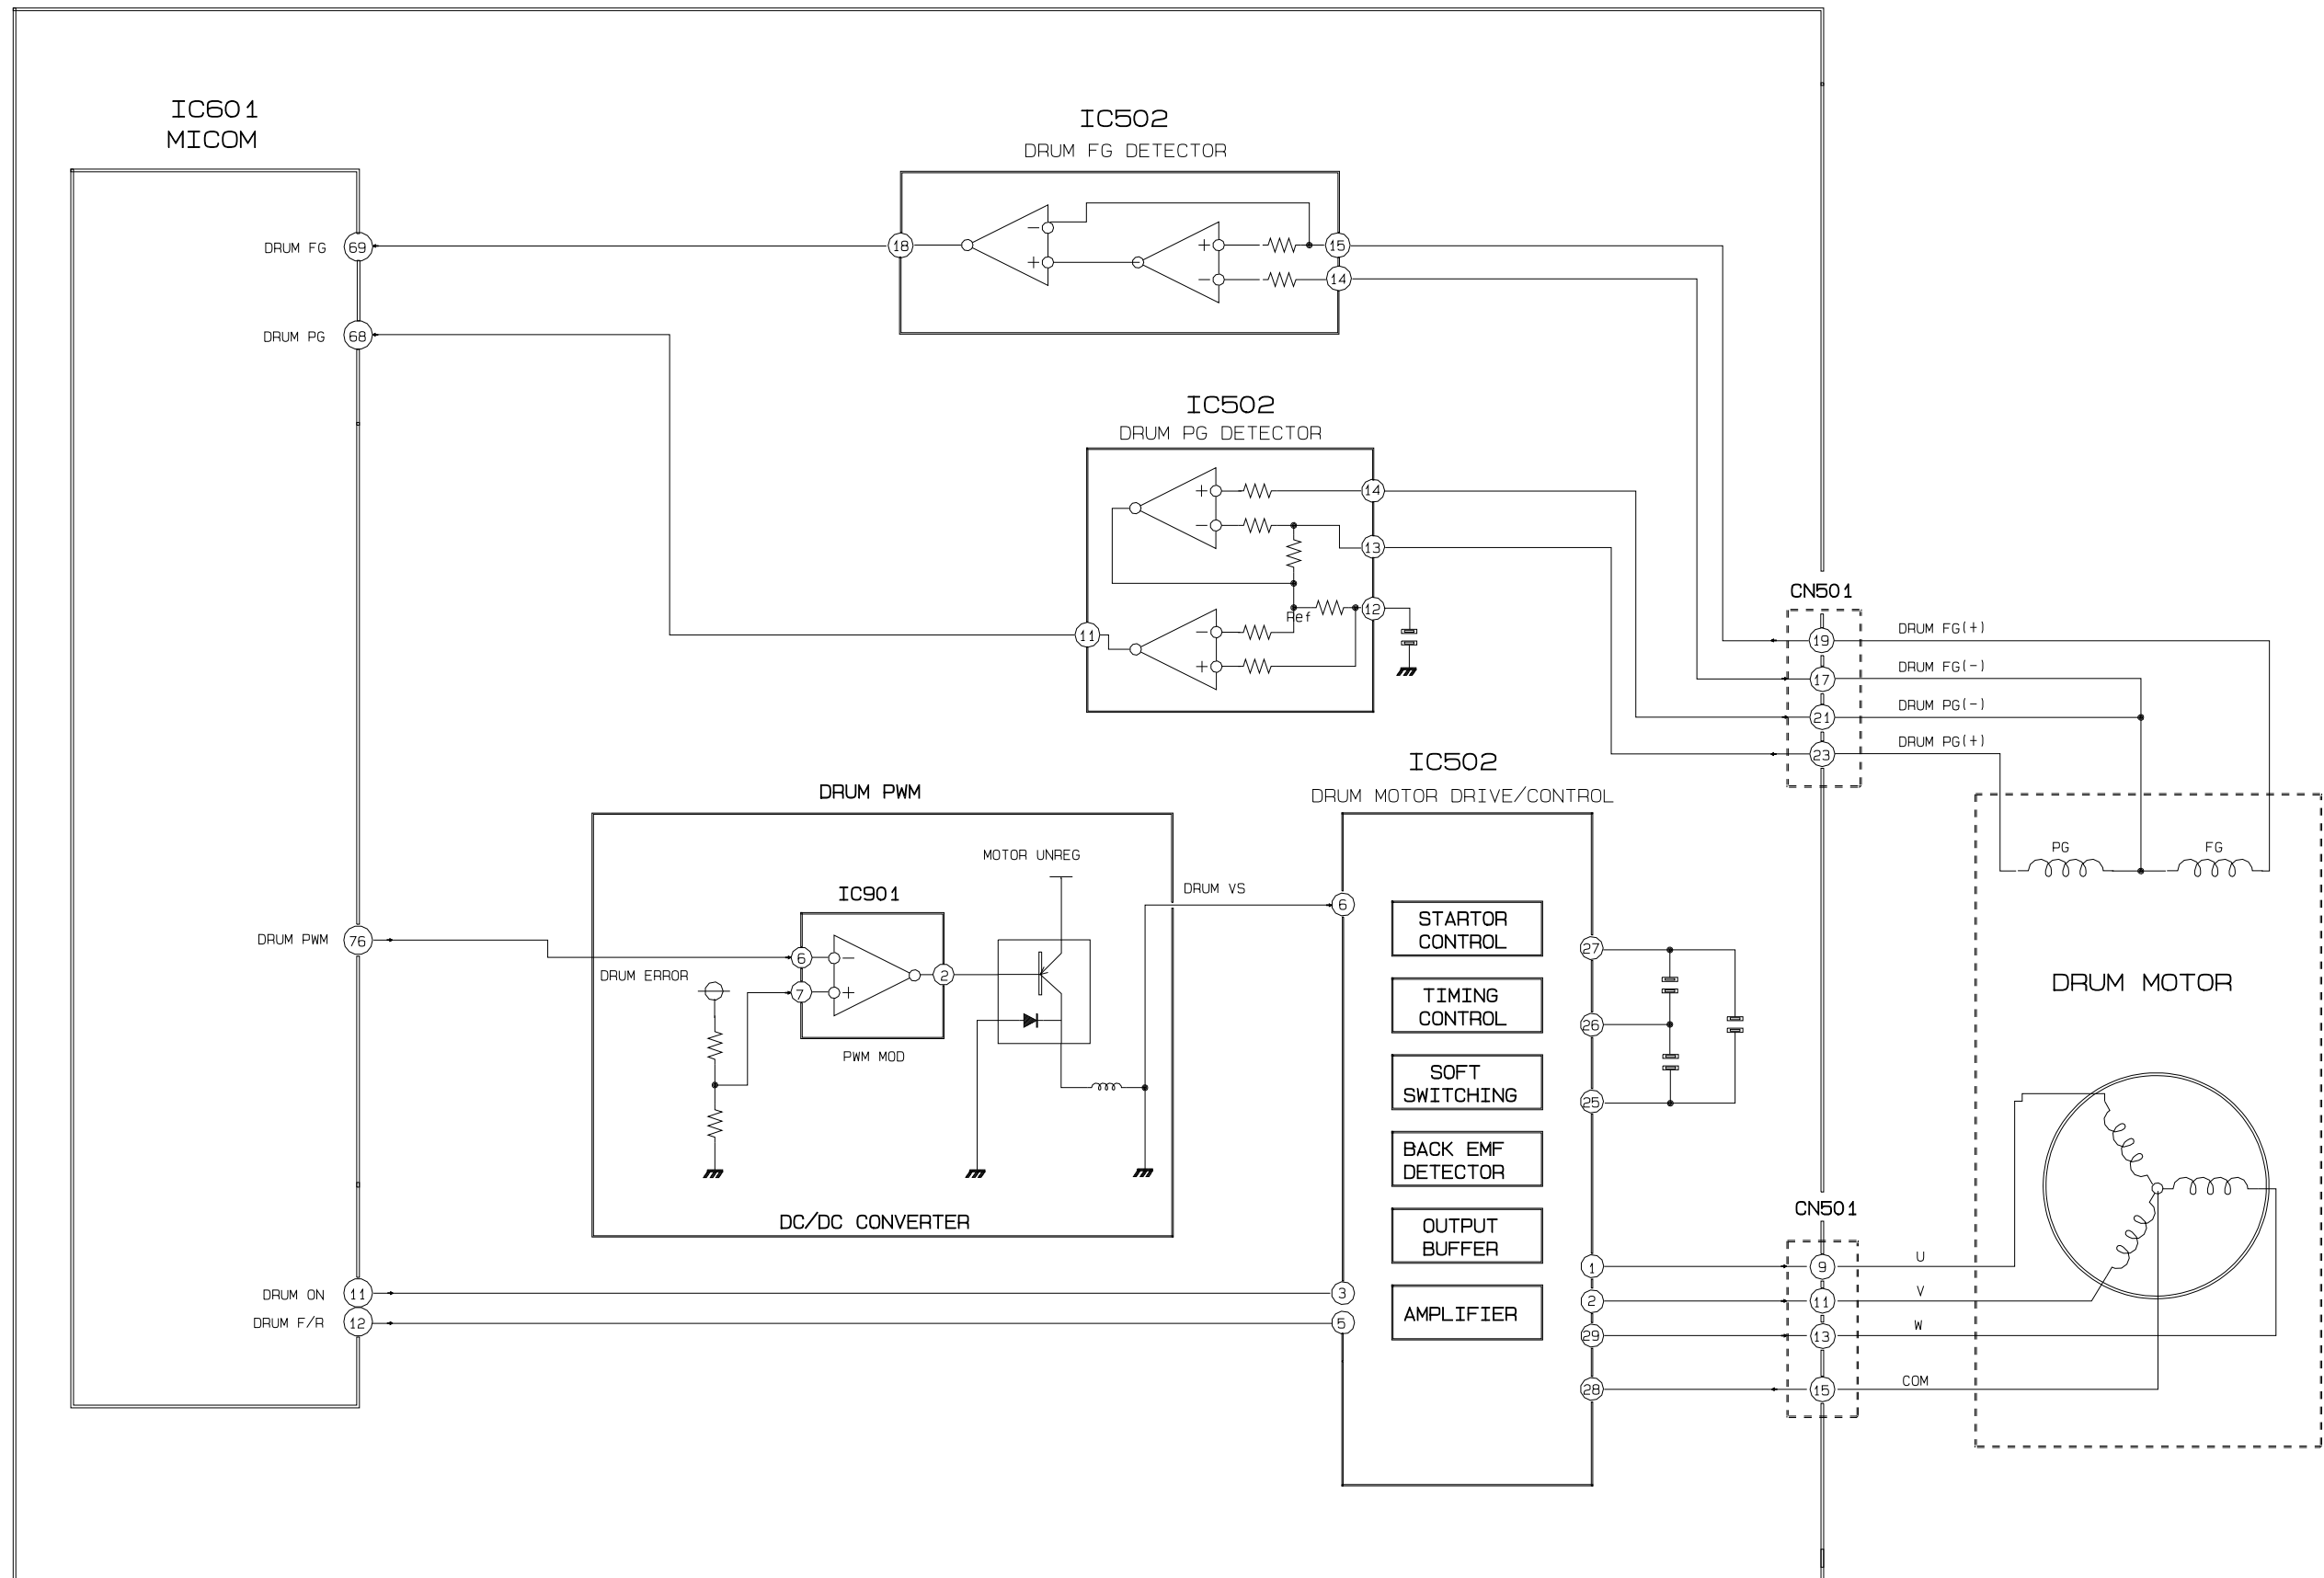 IC601
MICOM
DRUM FG
69
DRUM PG
68
DRUM PWM
76
DRUM ON
11
DRUM F/R
12
IC502
DRUM FG DETECTOR
18
−
+
+
−
15
14
IC502
DRUM PG DETECTOR
+
−
14
13
Ref
12
11
−
+
DRUM PWM
MOTOR UNREG
IC901
DRUM ERROR
6
−
7
+
2
PWM MOD
DC/DC CONVERTER
DRUM VS
IC502
DRUM MOTOR DRIVE/CONTROL
6
3
5
STARTOR
CONTROL
TIMING
CONTROL
SOFT
SWITCHING
BACK EMF
DETECTOR
OUTPUT
BUFFER
AMPLIFIER
27
26
25
1
2
29
28
CN501
19
DRUM FG(+)
17
DRUM FG(-)
21
DRUM PG(-)
23
DRUM PG(+)
PG
FG
DRUM MOTOR
CN501
9
U
11
V
13
W
15
COM